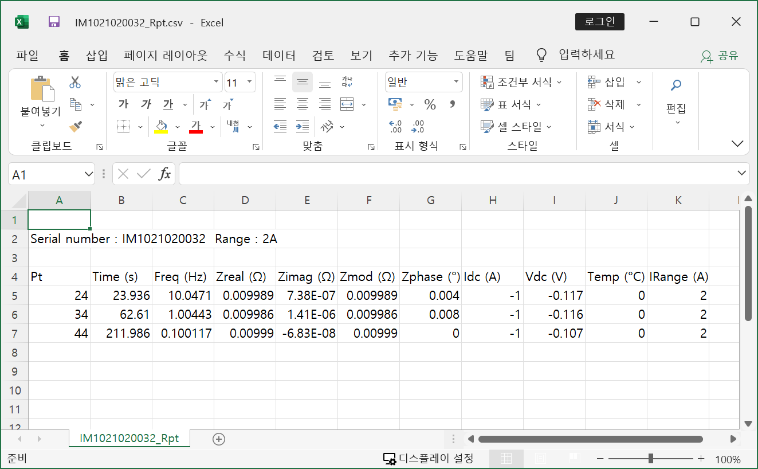 IM1021020032_Rpt.csv - Excel
로그인
파일 홈 삽입 페이지 레이아웃 수식 데이터 검토 보기 추가 기능 도움말 팀 입력하세요 공유
맑은 고딕 11 일반 조건부 서식 삽입
붙여넣기 가 가 가 가 가 % , 표 서식 삭제 편집
가 가 내천 .00 .00 셀 스타일 서식
클립보드 글꼴 맞춤 표시 형식 스타일 셀
A1 fx
A B C D E F G H I J K
1
2 Serial number : IM1021020032 Range : 2A
3
4 Pt Time (s) Freq (Hz) Zreal (Ω) Zimag (Ω) Zmod (Ω) Zphase (°) Idc (A) Vdc (V) Temp (°C) IRange (A)
5 24 23.936 10.0471 0.009989 7.38E-07 0.009989 0.004 -1 -0.117 0 2
6 34 62.61 1.00443 0.009986 1.41E-06 0.009986 0.008 -1 -0.116 0 2
7 44 211.986 0.100117 0.00999 -6.83E-08 0.00999 0 -1 -0.107 0 2
8
9
10
11
12
IM1021020032_Rpt
준비 디스플레이 설정 100%